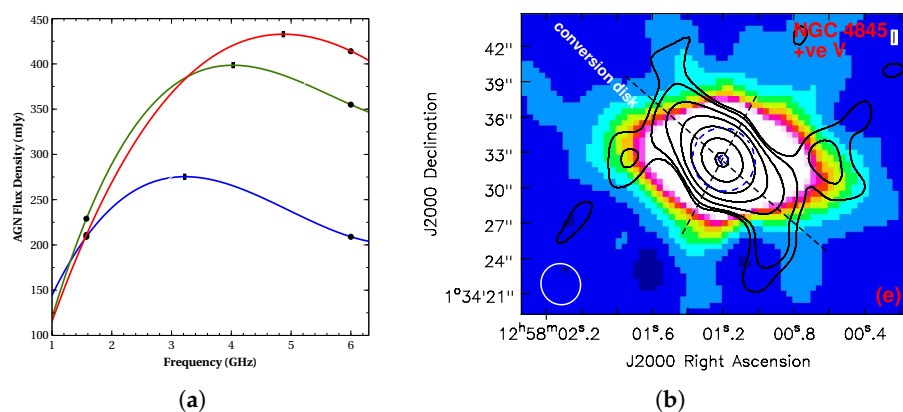 450
400
350
300
250
200
150
100
AGN Flux Density (mJy)
1 2 3 4 5 6
Frequency (GHz)
(a)
NGC 4845
+ve V
conversion disk
42''
39''
36''
33''
30''
27''
24''
1°34'21''
J2000 Declination
(e)
12ʰ58ᵐ02ˢ.2 01ˢ.6 01ˢ.2 00ˢ.8 00ˢ.4
J2000 Right Ascension
(b)